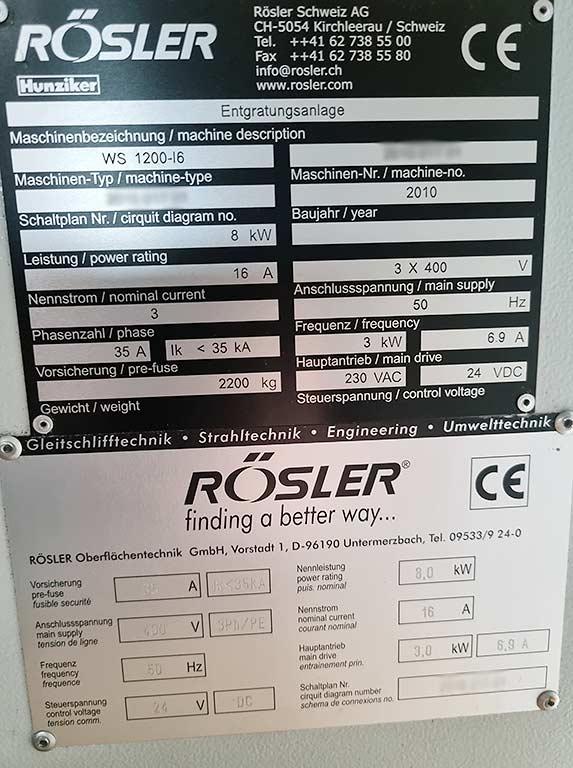 RÖSLER
Hunziker
Rösler Schweiz AG
CH-5054 Kirchleerau / Schweiz
Tel. ++41 62 738 55 00
Fax ++41 62 738 55 80
info@rosler.ch
www.rosler.com
CE
Entgratungsanlage
Maschinenbezeichnung / machine description
WS 1200-I6
Maschinen-Typ / machine-type
Maschinen-Nr. / machine-no.
2010
Schaltplan Nr. / cirquit diagram no.
Baujahr / year
8 kW
Leistung / power rating
16 A
3 X 400 V
Nennstrom / nominal current
Anschlussspannung / main supply
3
50 Hz
Phasenzahl / phase
Frequenz / frequency
35 A
Ik < 35 kA
3 kW
6.9 A
Vorsicherung / pre-fuse
Hauptantrieb / main drive
2200 kg
230 VAC
24 VDC
Gewicht / weight
Steuerspannung / control voltage
Gleitschlifftechnik • Strahltechnik • Engineering • Umwelttechnik
RÖSLER®
finding a better way...
CE
RÖSLER Oberflächentechnik GmbH, Vorstadt 1, D-96190 Untermerzbach, Tel. 09533/9 24-0
Vorsicherung
pre-fuse
fusible securité
35 A
Ik<35kA
Nennleistung
power rating
puis. nominal
8,0 kW
Anschlussspannung
main supply
tension de ligne
400 V
3Ph/PE
Nennstrom
nominal current
courant nominal
16 A
Frequenz
frequency
frequence
50 Hz
Hauptantrieb
main drive
entrainement prin.
3,0 kW
6,9 A
Steuerspannung
control voltage
tension comm.
24 V
DC
Schaltplan Nr.
circuit diagram number
schema de connexions no.